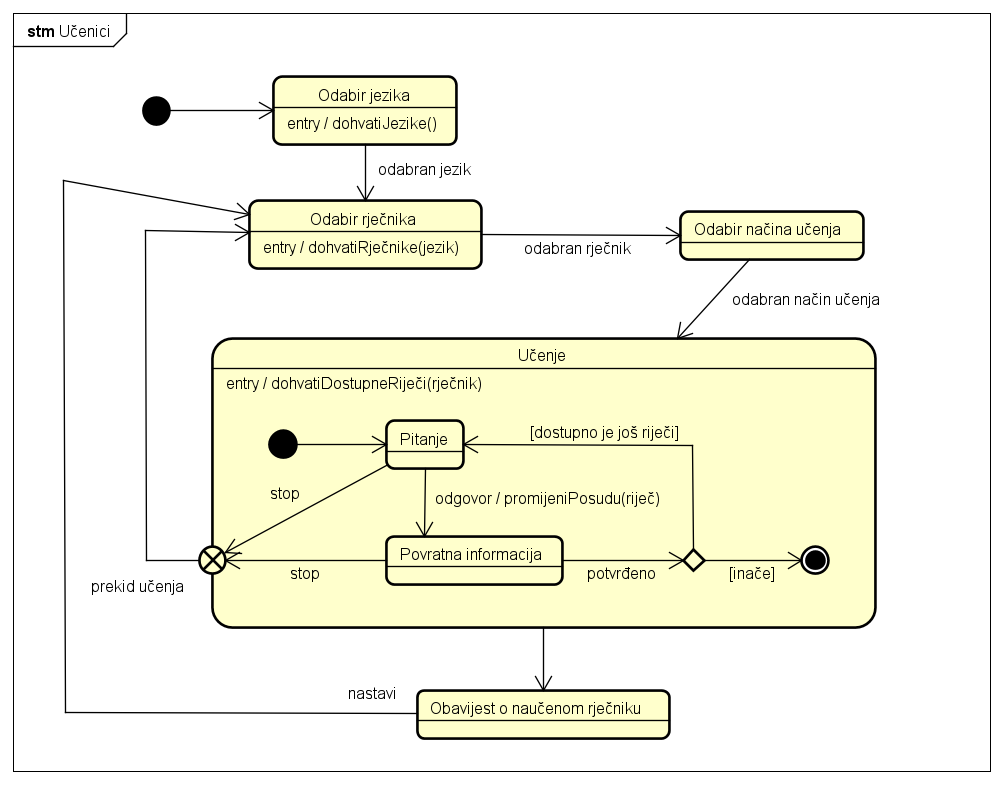 stm Učenici
Odabir jezika
entry / dohvatiJezike()
odabran jezik
Odabir rječnika
entry / dohvatiRječnike(jezik)
odabran rječnik
Odabir načina učenja
odabran način učenja
Učenje
entry / dohvatiDostupneRiječi(rječnik)
Pitanje
[dostupno je još riječi]
stop
odgovor / promijeniPosudu(riječ)
Povratna informacija
stop
potvrđeno
[inače]
prekid učenja
nastavi
Obavijest o naučenom rječniku